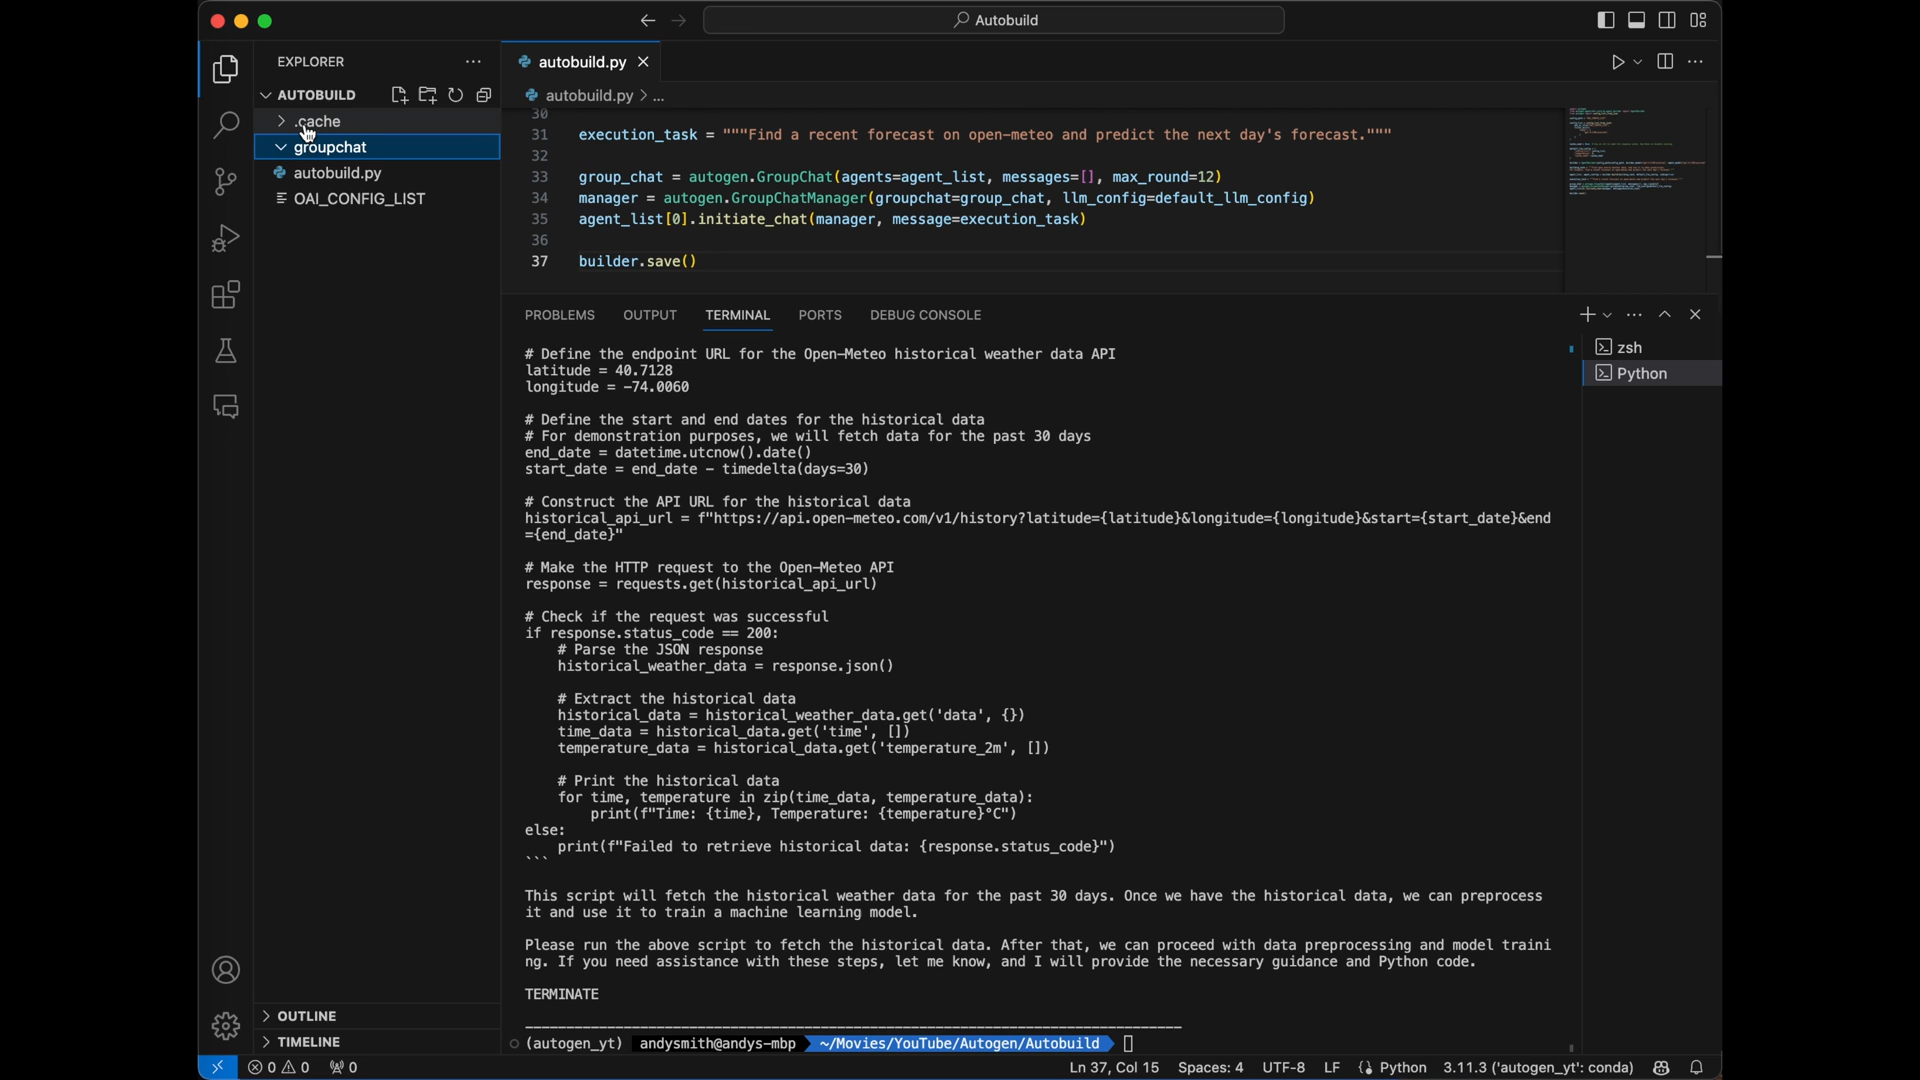 Autobuild
EXPLORER
AUTOBUILD
.cache
groupchat
autobuild.py
OAI_CONFIG_LIST
OUTLINE
TIMELINE
autobuild.py
autobuild.py > ...
30
31 execution_task = """Find a recent forecast on open-meteo and predict the next day's forecast."""
32
33 group_chat = autogen.GroupChat(agents=agent_list, messages=[], max_round=12)
34 manager = autogen.GroupChatManager(groupchat=group_chat, llm_config=default_llm_config)
35 agent_list[0].initiate_chat(manager, message=execution_task)
36
37 builder.save()
PROBLEMS OUTPUT TERMINAL PORTS DEBUG CONSOLE
zsh
Python
# Define the endpoint URL for the Open-Meteo historical weather data API
latitude = 40.7128
longitude = -74.0060
# Define the start and end dates for the historical data
# For demonstration purposes, we will fetch data for the past 30 days
end_date = datetime.utcnow().date()
start_date = end_date - timedelta(days=30)
# Construct the API URL for the historical data
historical_api_url = f"https://api.open-meteo.com/v1/history?latitude={latitude}&longitude={longitude}&start={start_date}&end
={end_date}"
# Make the HTTP request to the Open-Meteo API
response = requests.get(historical_api_url)
# Check if the request was successful
if response.status_code == 200:
# Parse the JSON response
historical_weather_data = response.json()
# Extract the historical data
historical_data = historical_weather_data.get('data', {})
time_data = historical_data.get('time', [])
temperature_data = historical_data.get('temperature_2m', [])
# Print the historical data
for time, temperature in zip(time_data, temperature_data):
print(f"Time: {time}, Temperature: {temperature}°C")
else:
print(f"Failed to retrieve historical data: {response.status_code}")
```
This script will fetch the historical weather data for the past 30 days. Once we have the historical data, we can preprocess
it and use it to train a machine learning model.
Please run the above script to fetch the historical data. After that, we can proceed with data preprocessing and model traini
ng. If you need assistance with these steps, let me know, and I will provide the necessary guidance and Python code.
TERMINATE
--------------------------------------------------------------------------------
(autogen_yt) andysmith@andys-mbp ~/Movies/YouTube/Autogen/Autobuild
0 0 0 Ln 37, Col 15 Spaces: 4 UTF-8 LF Python 3.11.3 ('autogen_yt': conda)